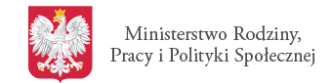 Ministerstwo Rodziny,
Pracy i Polityki Społecznej